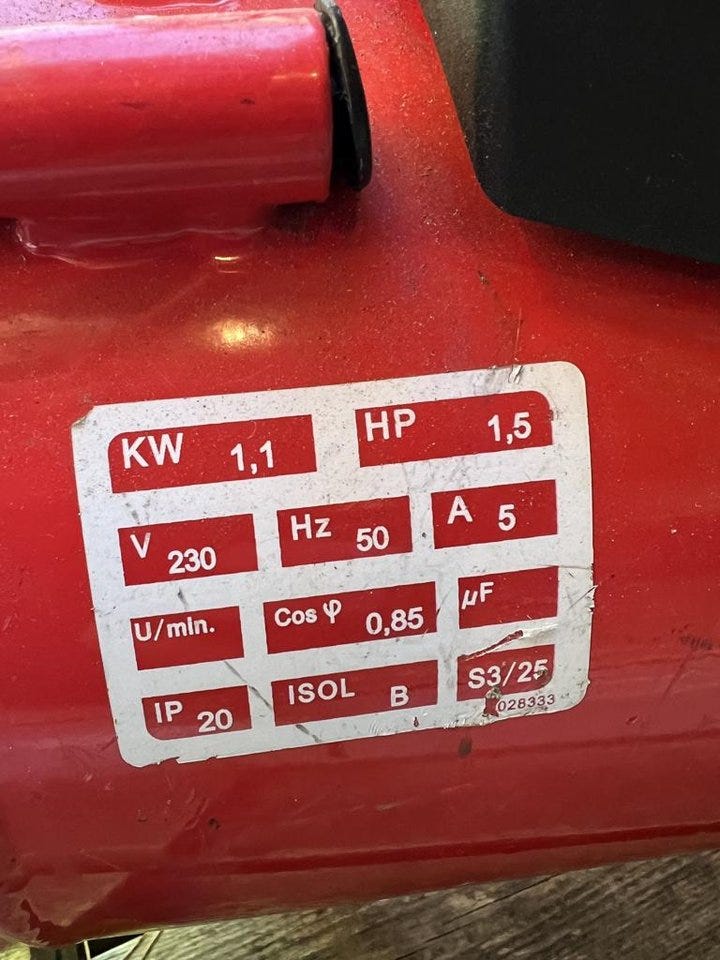 KW 1,1 HP 1,5
V 230 Hz 50 A 5
U/min. Cos φ 0,85 µF
IP 20 ISOL B S3/25
028333